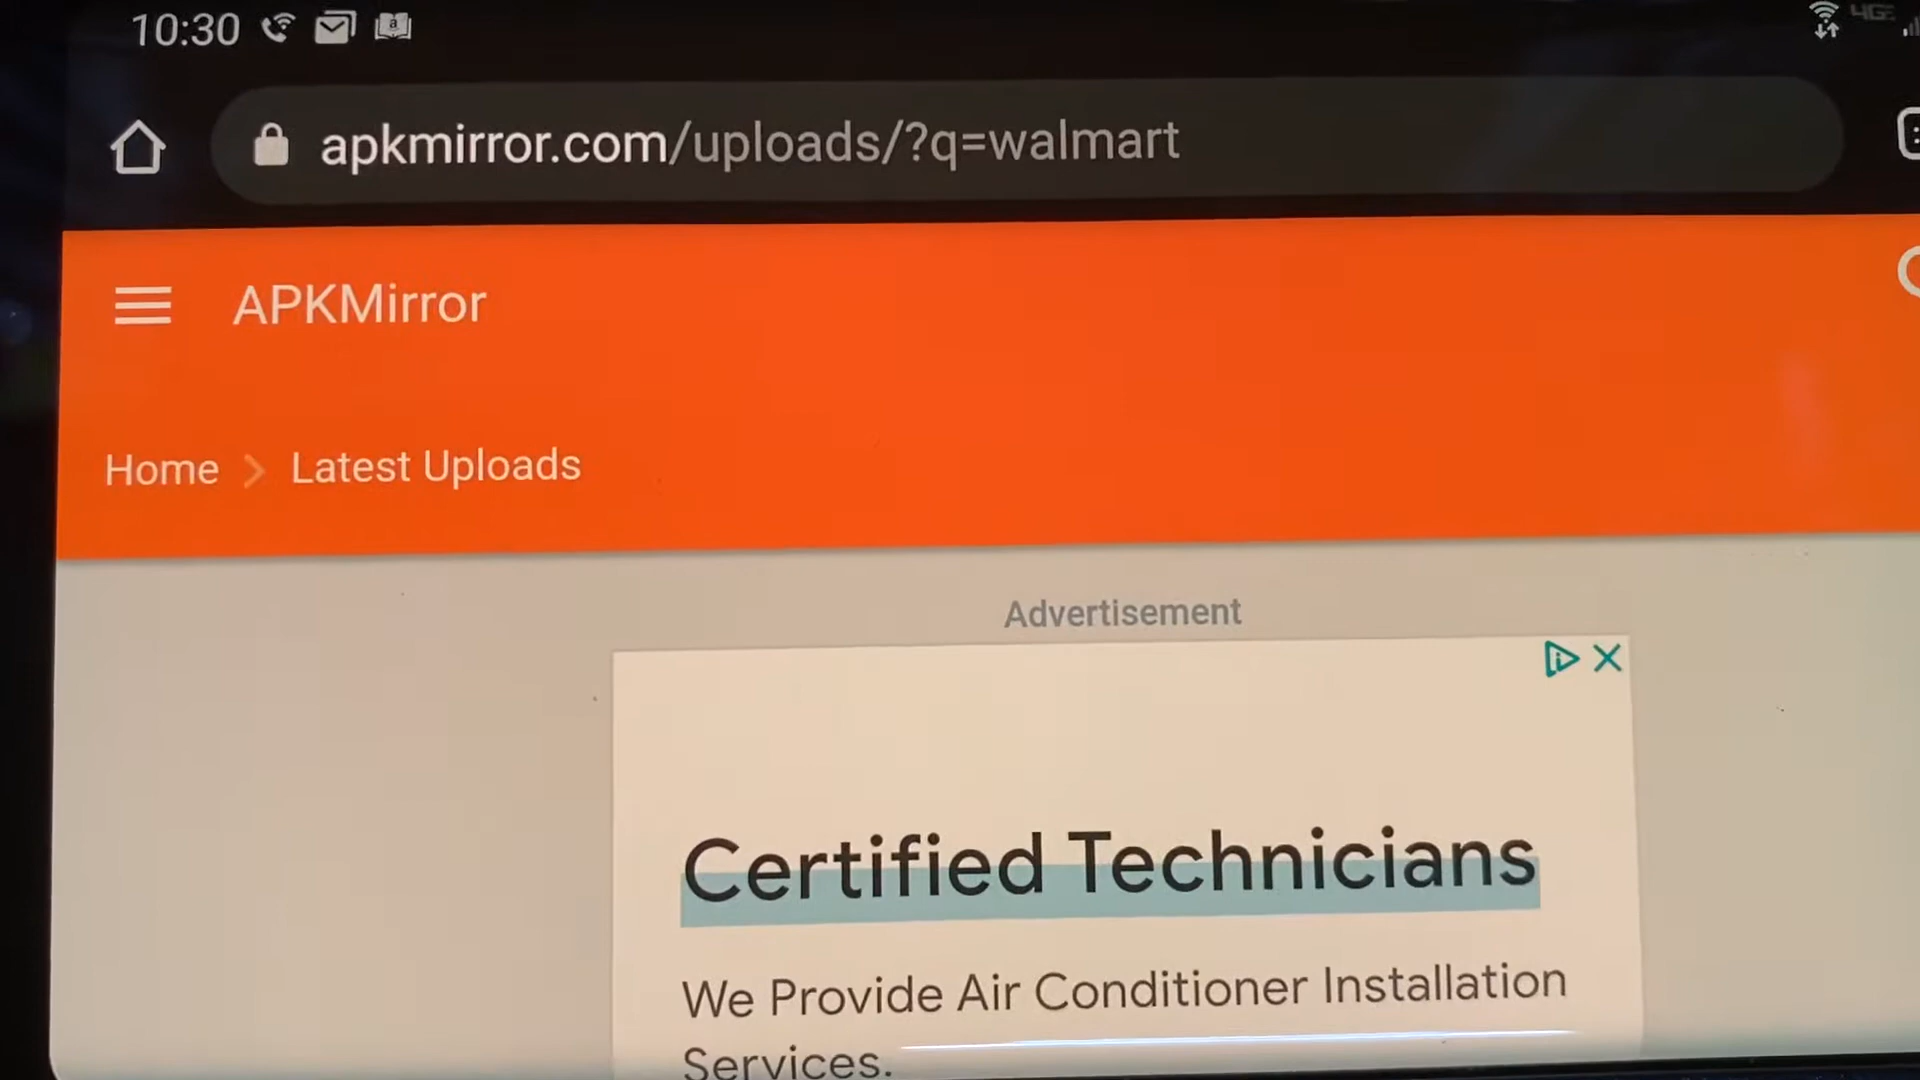 10:30
4GE
apkmirror.com/uploads/?q=walmart
APKMirror
Home > Latest Uploads
Advertisement
Certified Technicians
We Provide Air Conditioner Installation
Services.